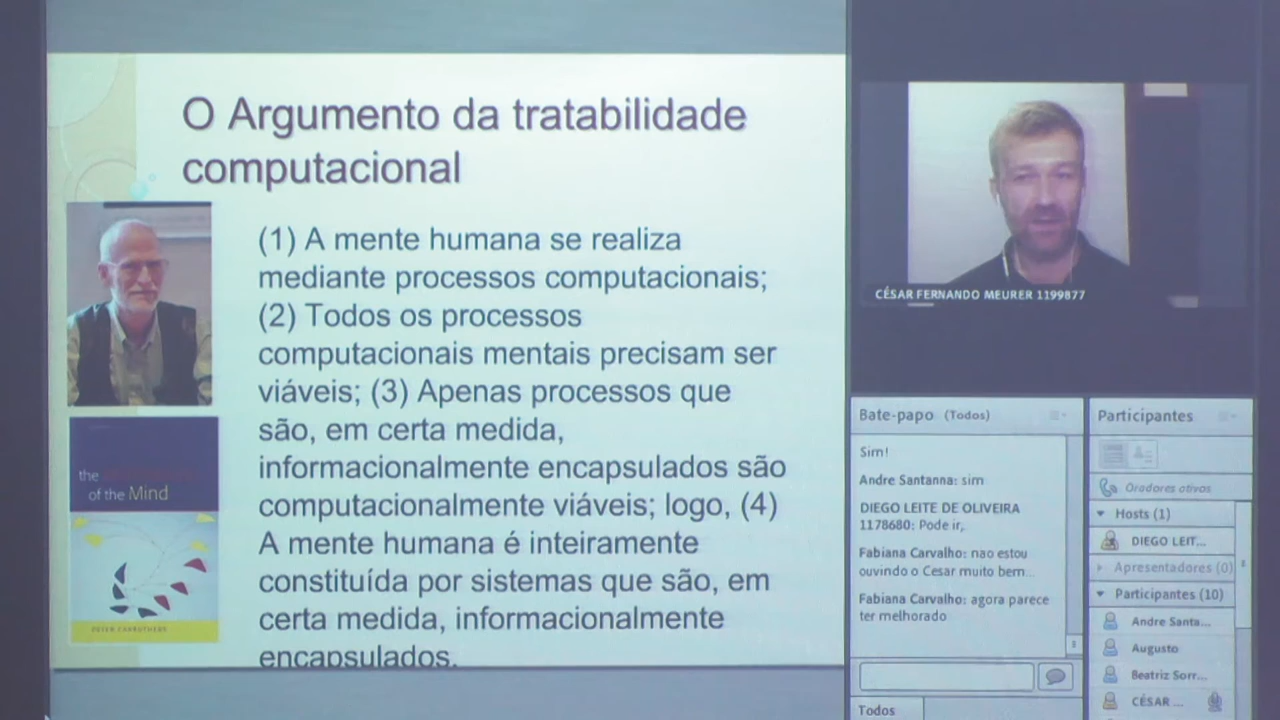 O Argumento da tratabilidade
computacional
(1) A mente humana se realiza
mediante processos computacionais;
(2) Todos os processos
computacionais mentais precisam ser
viáveis; (3) Apenas processos que
são, em certa medida,
informacionalmente encapsulados são
computacionalmente viáveis; logo, (4)
A mente humana é inteiramente
constituída por sistemas que são, em
certa medida, informacionalmente
encapsulados.
the
of the Mind
PETER CARRUTHERS
CÉSAR FERNANDO MEURER 1199877
Bate-papo (Todos)
Sim!
Andre Santanna: sim
DIEGO LEITE DE OLIVEIRA
1178680: Pode ir,
Fabiana Carvalho: nao estou
ouvindo o Cesar muito bem...
Fabiana Carvalho: agora parece
ter melhorado
Todos
Participantes
Oradores ativos
Hosts (1)
DIEGO LEIT...
Apresentadores (0)
Participantes (10)
Andre Santa...
Augusto
Beatriz Sorr...
CÉSAR ...